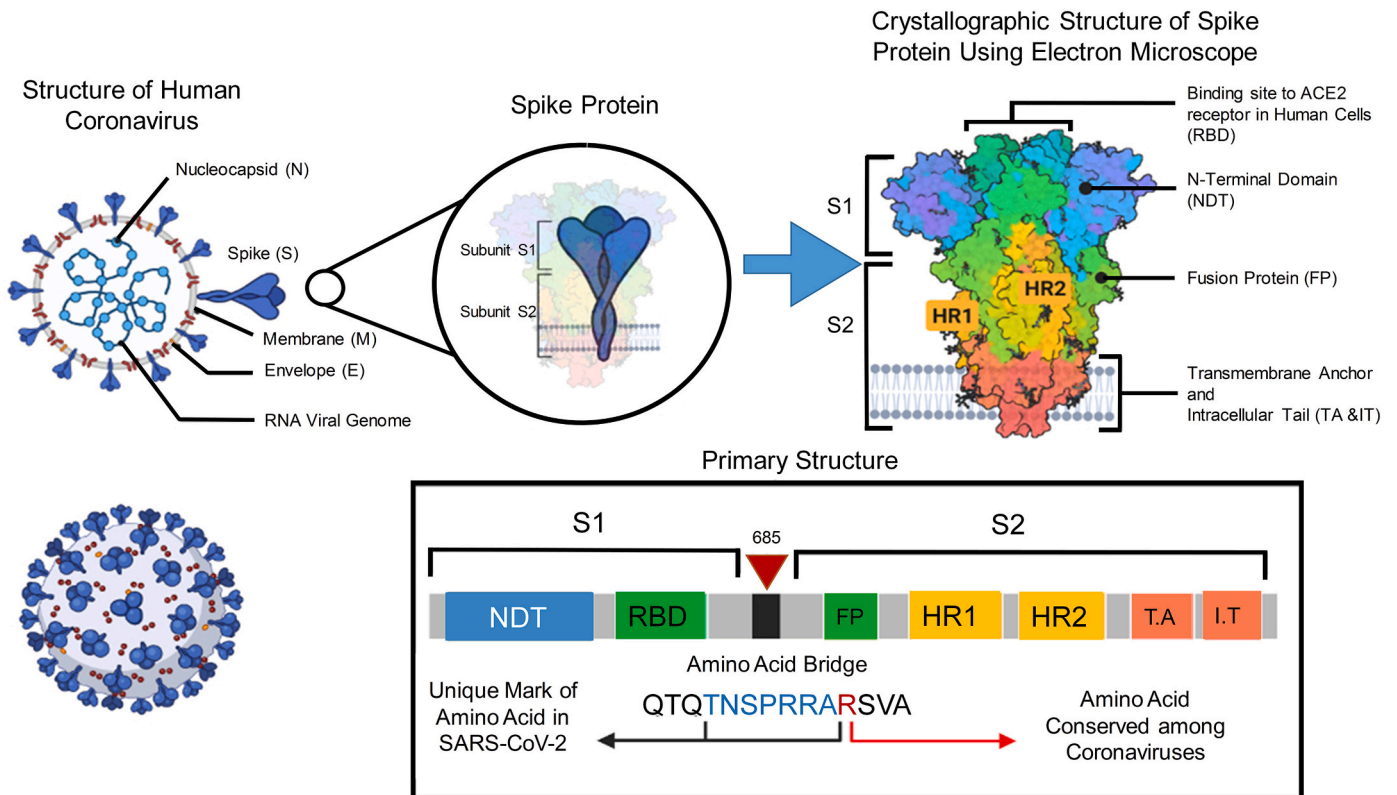 Crystallographic Structure of Spike
Protein Using Electron Microscope
Structure of Human
Coronavirus
Nucleocapsid (N)
Spike (S)
Membrane (M)
Envelope (E)
RNA Viral Genome
Spike Protein
Subunit S1
Subunit S2
S1
S2
HR1
HR2
Binding site to ACE2
receptor in Human Cells
(RBD)
N-Terminal Domain
(NDT)
Fusion Protein (FP)
Transmembrane Anchor
and
Intracellular Tail (TA &IT)
Primary Structure
S1
685
S2
NDT
RBD
FP
HR1
HR2
T.A
I.T
Amino Acid Bridge
QTQTNSPRRARSVA
Unique Mark of
Amino Acid in
SARS-CoV-2
Amino Acid
Conserved among
Coronaviruses